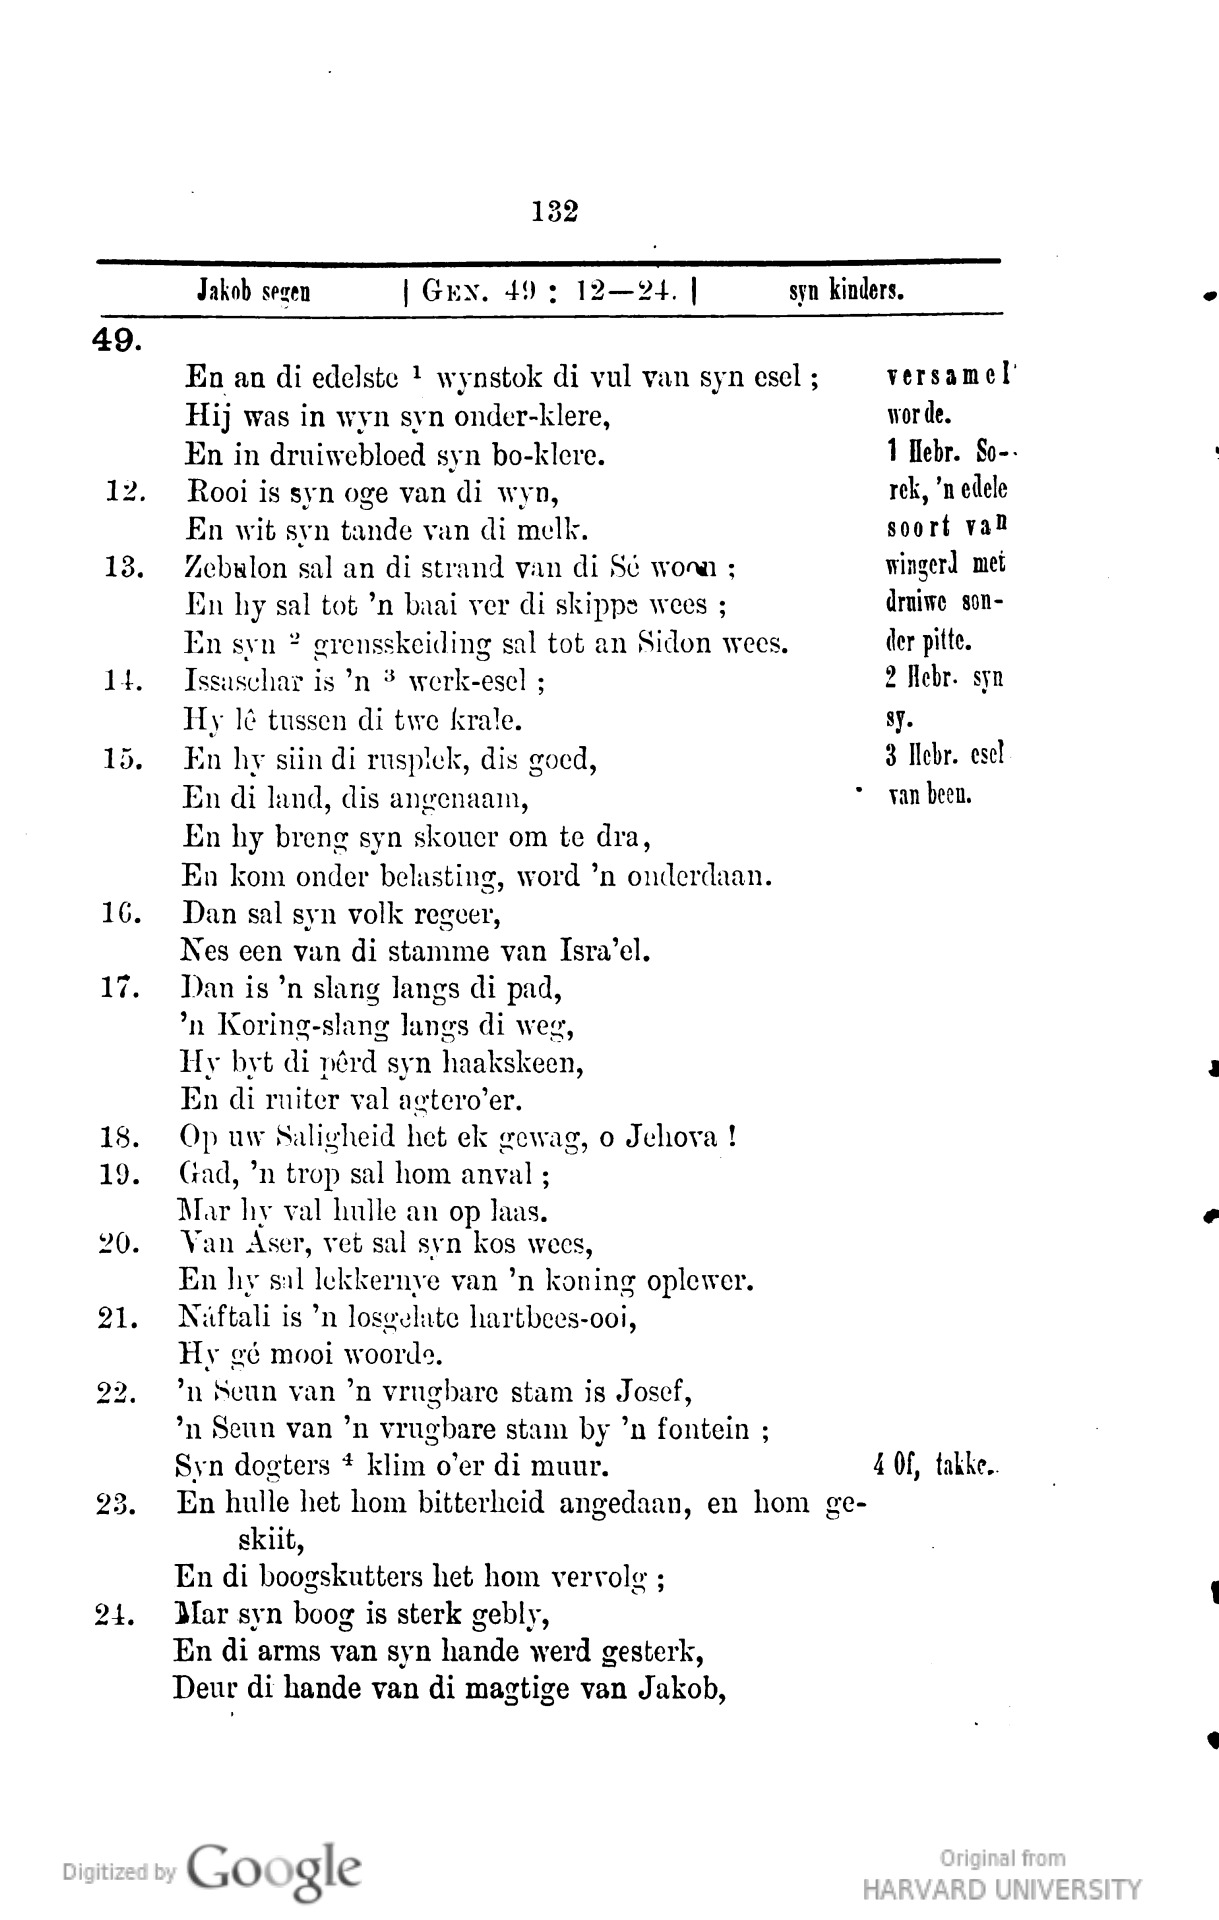 132
Jakob segen | GEN. 49 : 12—24. | syn kinders.
49.
En an di edelste ¹ wynstok di vul van syn esel ;
Hij was in wyn syn onder-klere,
En in druiwebloed syn bo-klere.
12. Rooi is syn oge van di wyn,
En wit syn tande van di melk.
13. Zebulon sal an di strand van di Sé woon ;
En hy sal tot ’n baai ver di skippe wees ;
En syn ² grensskeiding sal tot an Sidon wees.
14. Issaschar is ’n ³ werk-esel ;
Hy lê tussen di twe krale.
15. En hy siin di rusplek, dis goed,
En di land, dis angenaam,
En hy breng syn skouer om te dra,
En kom onder belasting, word ’n onderdaan.
16. Dan sal syn volk regeer,
Nes een van di stamme van Isra’el.
17. Dan is ’n slang langs di pad,
’n Koring-slang langs di weg,
Hy byt di pêrd syn haakskeen,
En di ruiter val agtero’er.
18. Op uw Saligheid het ek gewag, o Jehova !
19. Gad, ’n trop sal hom anval ;
Mar hy val hulle an op laas.
20. Van Áser, vet sal syn kos wees,
En hy sal lekkernye van ’n koning oplewer.
21. Náftali is ’n losgelate hartbees-ooi,
Hy gé mooi woorde.
22. ’n Seun van ’n vrugbare stam is Josef,
’n Seun van ’n vrugbare stam by ’n fontein ;
Syn dogters ⁴ klim o’er di muur.
23. En hulle het hom bitterheid angedaan, en hom ge-
skiit,
En di boogskutters het hom vervolg ;
24. Mar syn boog is sterk gebly,
En di arms van syn hande werd gesterk,
Deur di hande van di magtige van Jakob,
versamel
worde.
1 Hebr. So-
rek, ’n edele
soort van
wingerd met
druiwe son-
der pitte.
2 Hebr. syn
sy.
3 Hebr. esel
van been.
4 Of, takke.
Digitized by Google
Original from
HARVARD UNIVERSITY